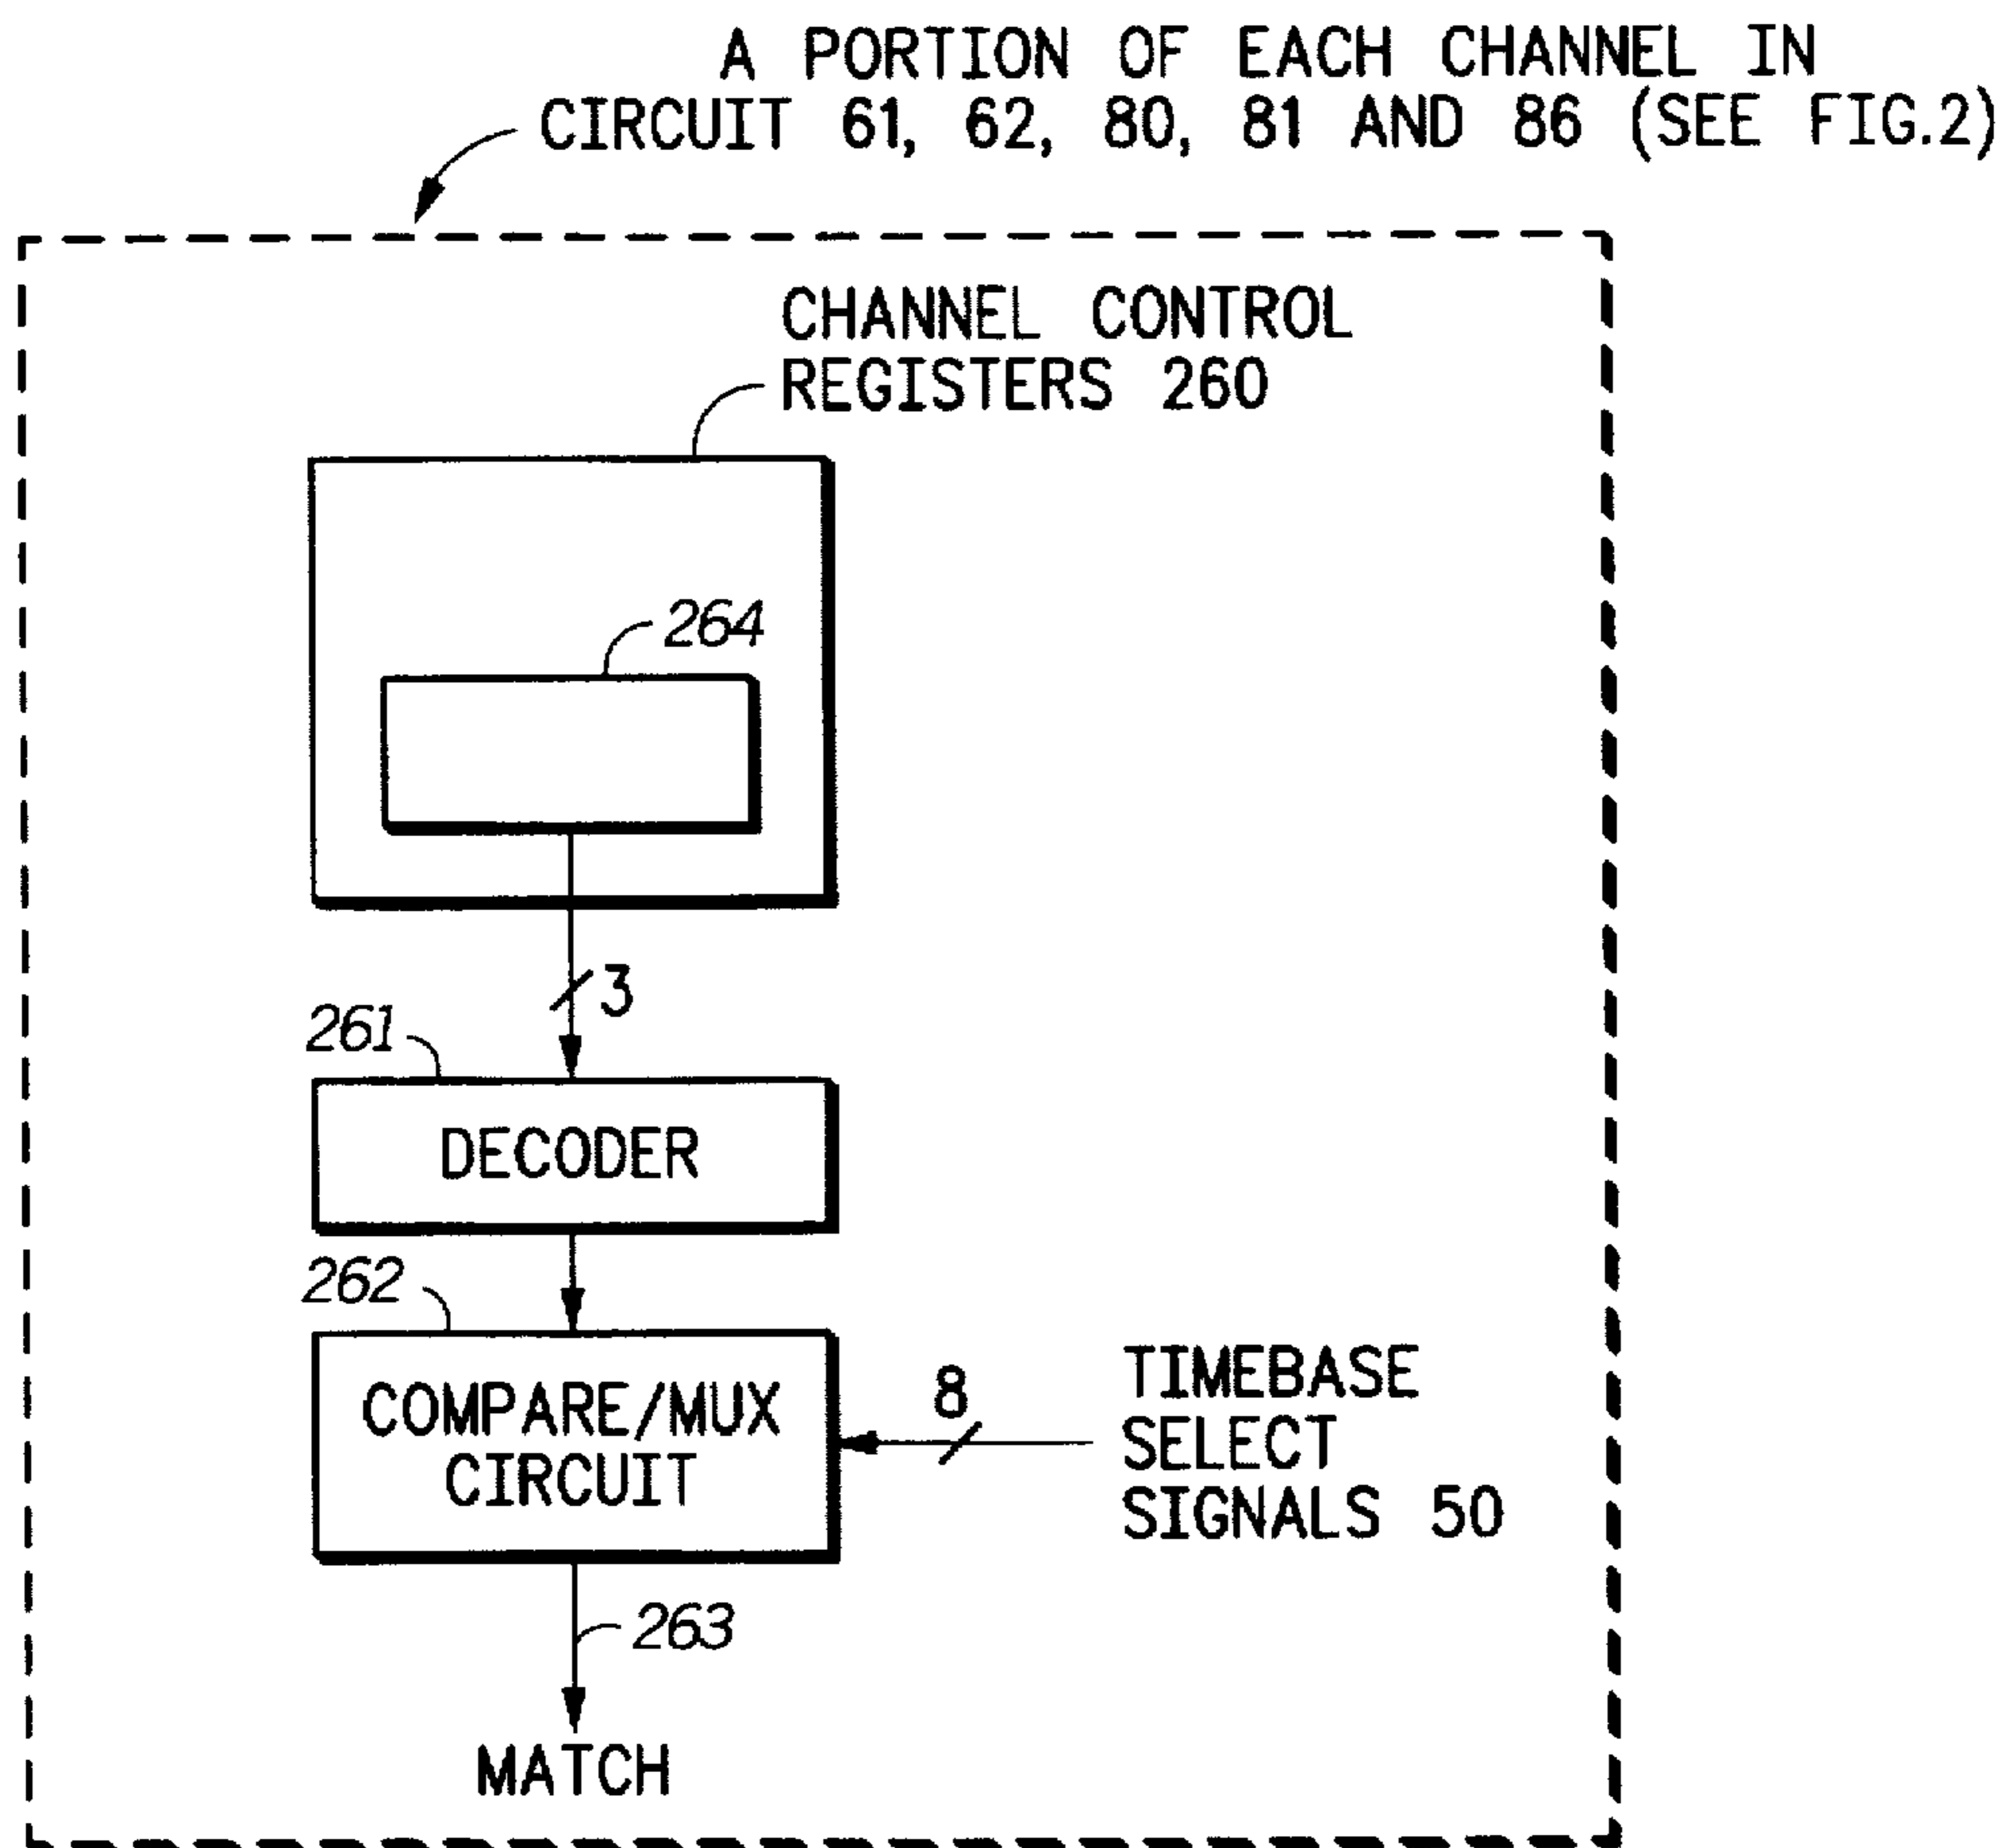 A PORTION OF EACH CHANNEL IN
CIRCUIT 61, 62, 80, 81 AND 86 (SEE FIG.2)
CHANNEL CONTROL
REGISTERS 260
264
3
261
DECODER
262
COMPARE/MUX
CIRCUIT
8
TIMEBASE
SELECT
SIGNALS 50
263
MATCH